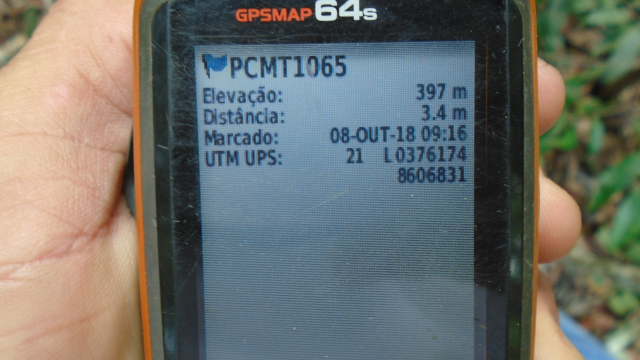 GPSMAP 64s
PCMT1065
Elevação: 397 m
Distância: 3.4 m
Marcado: 08-OUT-18 09:16
UTM UPS: 21 L 0376174
8606831